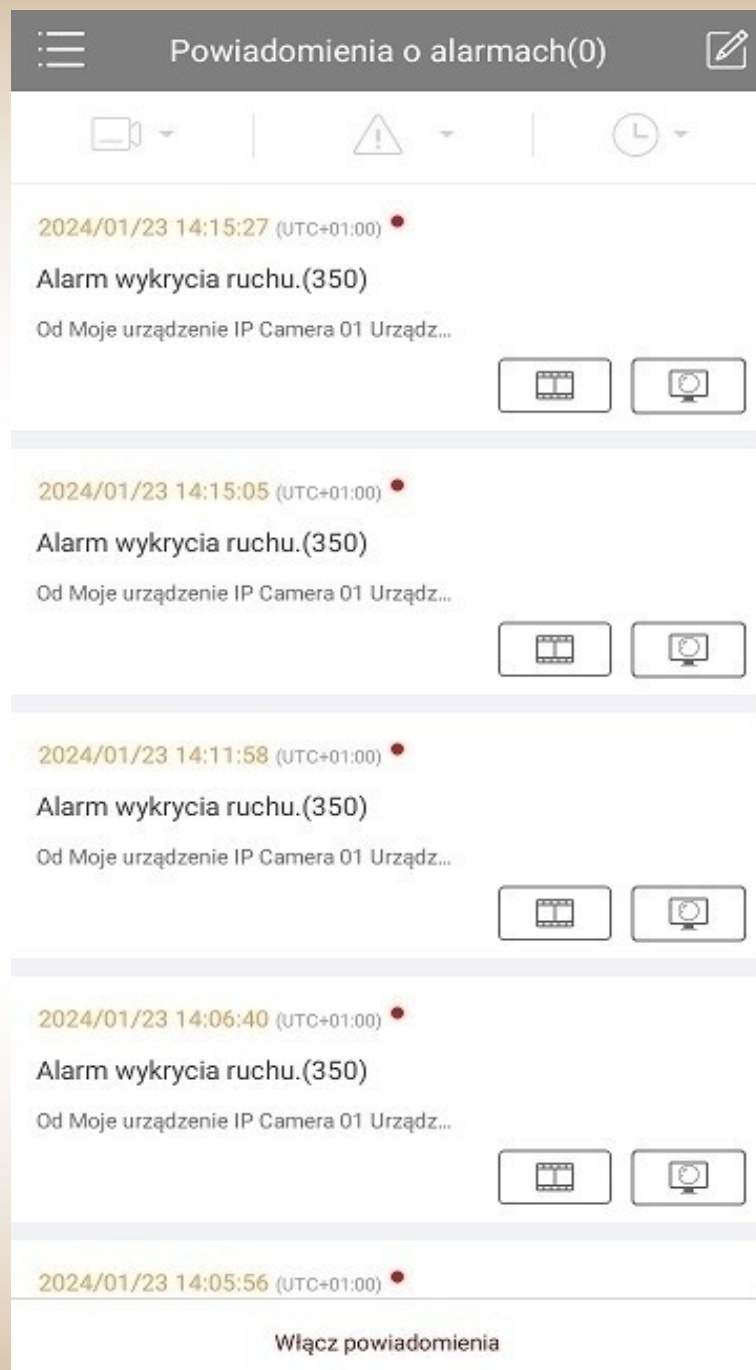 Powiadomienia o alarmach(0)
2024/01/23 14:15:27 (UTC+01:00)
Alarm wykrycia ruchu.(350)
Od Moje urządzenie IP Camera 01 Urządz...
2024/01/23 14:15:05 (UTC+01:00)
Alarm wykrycia ruchu.(350)
Od Moje urządzenie IP Camera 01 Urządz...
2024/01/23 14:11:58 (UTC+01:00)
Alarm wykrycia ruchu.(350)
Od Moje urządzenie IP Camera 01 Urządz...
2024/01/23 14:06:40 (UTC+01:00)
Alarm wykrycia ruchu.(350)
Od Moje urządzenie IP Camera 01 Urządz...
2024/01/23 14:05:56 (UTC+01:00)
Włącz powiadomienia